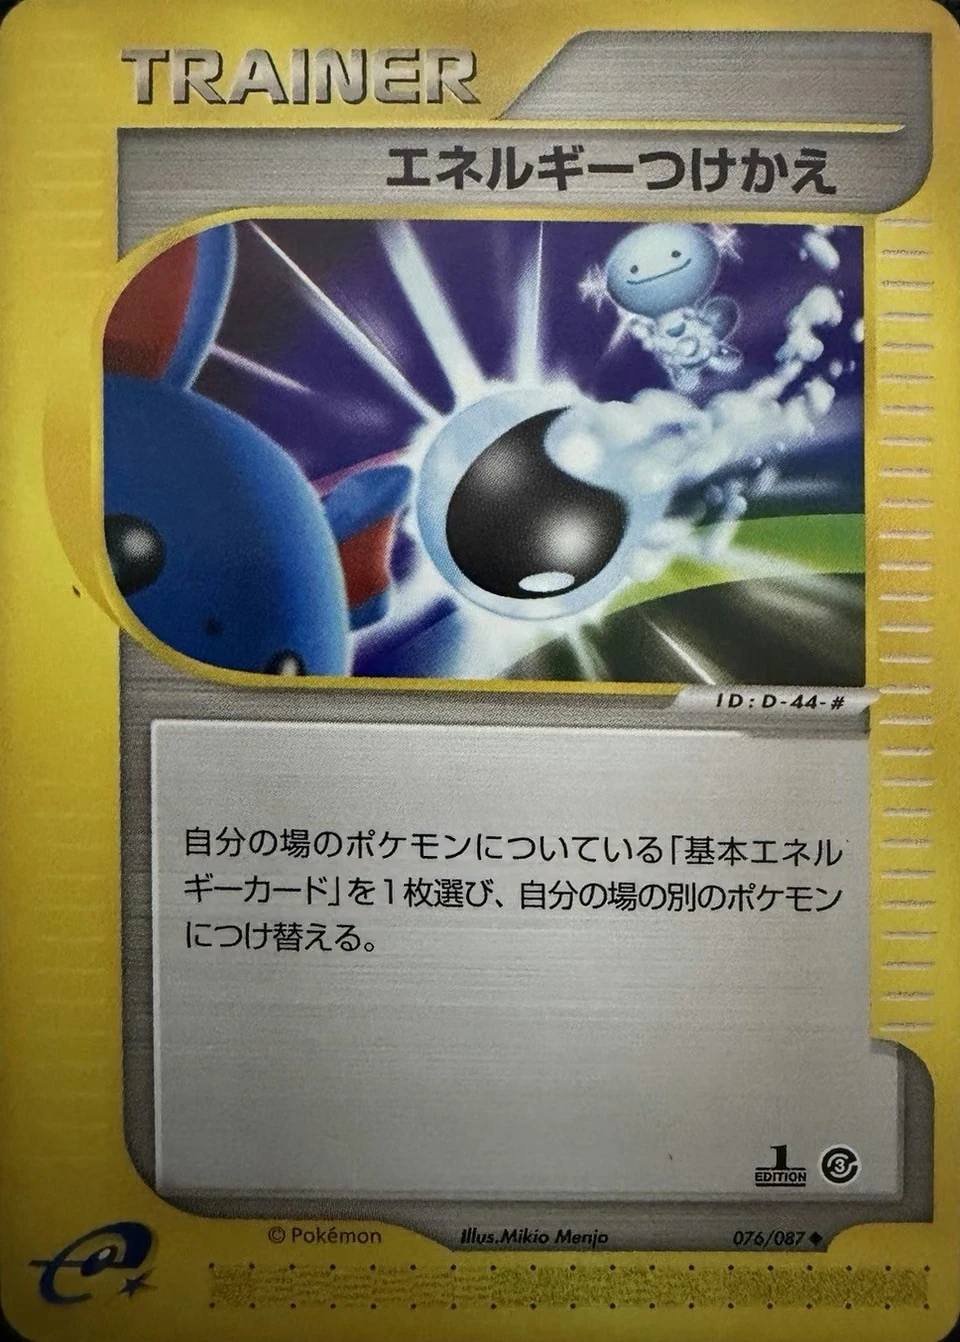 TRAINER
エネルギーつけかえ
ID:D-44-#
自分の場のポケモンについている「基本エネル
ギーカード」を1枚選び、自分の場の別のポケモン
につけ替える。
1
EDITION
3
© Pokémon
Illus.Mikio Menjo
076/087 ◆
e